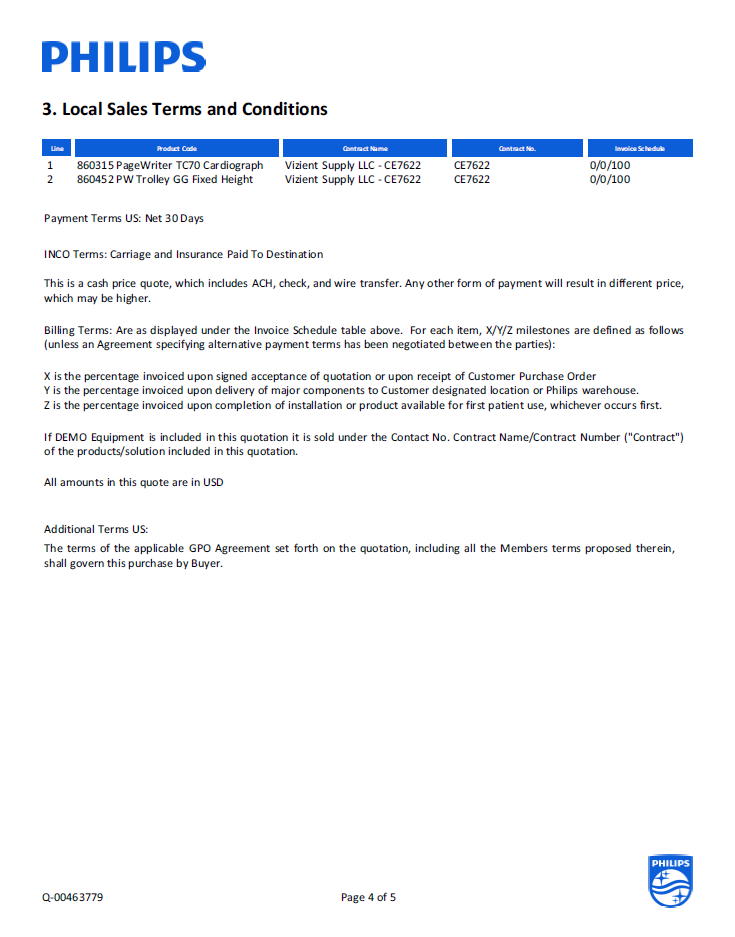 PHILIPS
3. Local Sales Terms and Conditions
Line Product Code Contract Name Contract No. Invoice Schedule
1 860315 PageWriter TC70 Cardiograph Vizient Supply LLC - CE7622 CE7622 0/0/100
2 860452 PW Trolley GG Fixed Height Vizient Supply LLC - CE7622 CE7622 0/0/100
Payment Terms US: Net 30 Days
INCO Terms: Carriage and Insurance Paid To Destination
This is a cash price quote, which includes ACH, check, and wire transfer. Any other form of payment will result in different price,
which may be higher.
Billing Terms: Are as displayed under the Invoice Schedule table above. For each item, X/Y/Z milestones are defined as follows
(unless an Agreement specifying alternative payment terms has been negotiated between the parties):
X is the percentage invoiced upon signed acceptance of quotation or upon receipt of Customer Purchase Order
Y is the percentage invoiced upon delivery of major components to Customer designated location or Philips warehouse.
Z is the percentage invoiced upon completion of installation or product available for first patient use, whichever occurs first.
If DEMO Equipment is included in this quotation it is sold under the Contact No. Contract Name/Contract Number ("Contract")
of the products/solution included in this quotation.
All amounts in this quote are in USD
Additional Terms US:
The terms of the applicable GPO Agreement set forth on the quotation, including all the Members terms proposed therein,
shall govern this purchase by Buyer.
PHILIPS
Q-00463779 Page 4 of 5